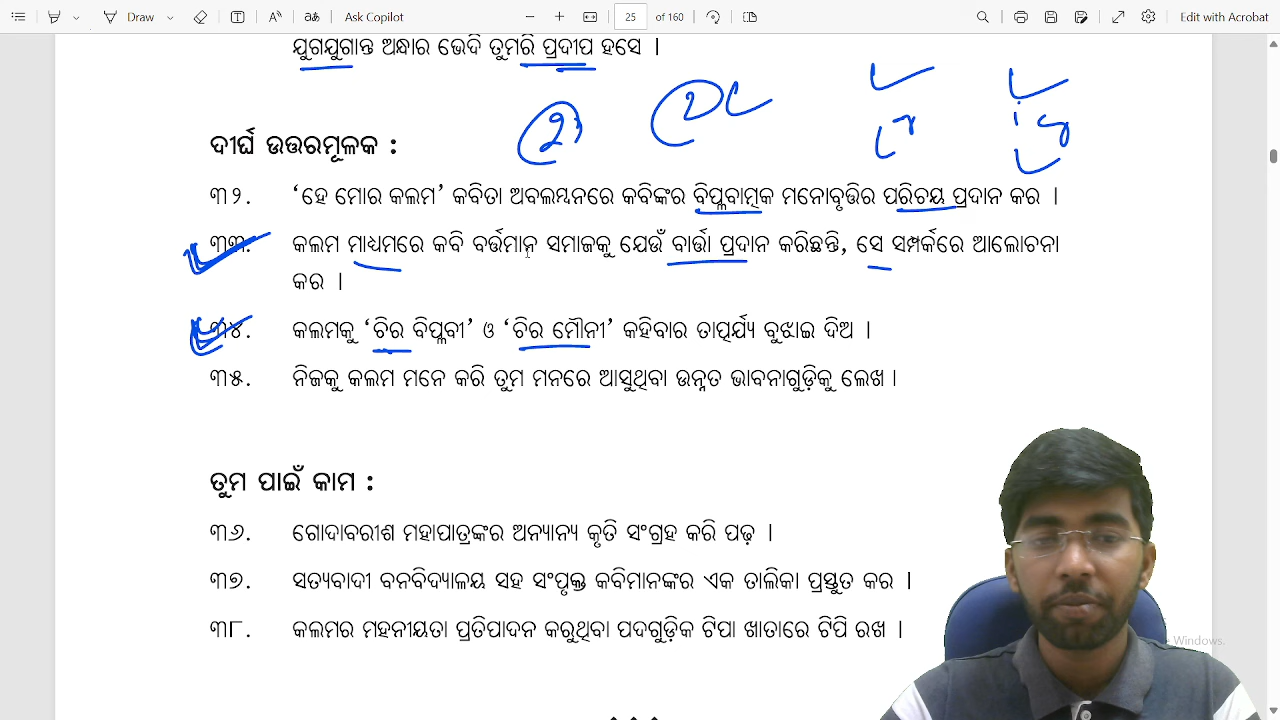 Draw
Ask Copilot
25 of 160
Edit with Acrobat
ଯୁଗଯୁଗାନ୍ତ ଅନ୍ଧାର ଭେଦି ତୁମରି ପ୍ରଦୀପ ହସେ ।
ଦୀର୍ଘ ଉତ୍ତରମୂଳକ :
୩୨. ‘ହେ ମୋର କଲମ’ କବିତା ଅବଲମ୍ବନରେ କବିଙ୍କର ବିପ୍ଳବାତ୍ମକ ମନୋବୃତ୍ତିର ପରିଚୟ ପ୍ରଦାନ କର ।
୩୩. କଲମ ମାଧ୍ୟମରେ କବି ବର୍ତ୍ତମାନ ସମାଜକୁ ଯେଉଁ ବାର୍ତ୍ତା ପ୍ରଦାନ କରିଛନ୍ତି, ସେ ସମ୍ପର୍କରେ ଆଲୋଚନା
କର ।
୩୪. କଲମକୁ ‘ଚିର ବିପ୍ଳବୀ’ ଓ ‘ଚିର ମୌନୀ’ କହିବାର ତାତ୍ପର୍ଯ୍ୟ ବୁଝାଇ ଦିଅ ।
୩୫. ନିଜକୁ କଲମ ମନେ କରି ତୁମ ମନରେ ଆସୁଥିବା ଉନ୍ନତ ଭାବନାଗୁଡ଼ିକୁ ଲେଖ ।
ତୁମ ପାଇଁ କାମ :
୩୬. ଗୋଦାବରୀଶ ମହାପାତ୍ରଙ୍କର ଅନ୍ୟାନ୍ୟ କୃତି ସଂଗ୍ରହ କରି ପଢ଼ ।
୩୭. ସତ୍ୟବାଦୀ ବନବିଦ୍ୟାଳୟ ସହ ସଂପୃକ୍ତ କବିମାନଙ୍କର ଏକ ତାଲିକା ପ୍ରସ୍ତୁତ କର ।
୩୮. କଲମର ମହନୀୟତା ପ୍ରତିପାଦନ କରୁଥିବା ପଦଗୁଡ଼ିକ ଟିପା ଖାତାରେ ଟିପି ରଖ ।
Windows.